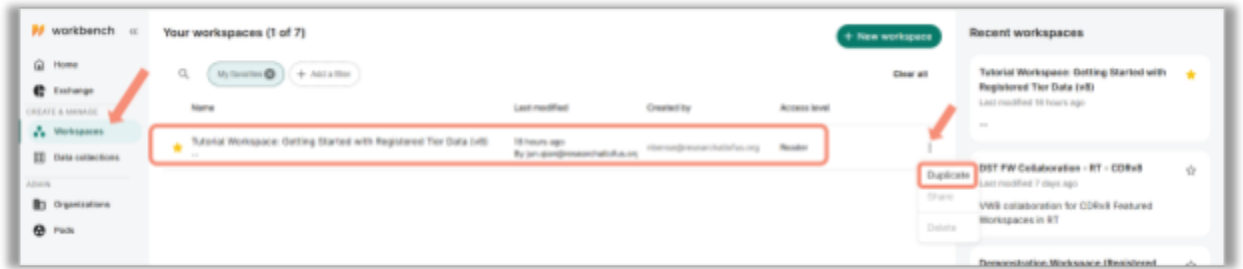 workbench «
Home
Exchange
CREATE & MANAGE
Workspaces
Data collections
ADMIN
Organizations
Pods
Your workspaces (1 of 7)
+ New workspace
My favorites
+ Add a filter
Clear all
Name Last modified Created by Access level
Tutorial Workspace: Getting Started with Registered Tier Data (v8) 18 hours ago Reader
...
By
Duplicate
Share
Delete
Recent workspaces
Tutorial Workspace: Getting Started with
Registered Tier Data (v8)
Last modified 18 hours ago
...
DST FW Collaboration - RT - CDRv8
Last modified 7 days ago
VWB collaboration for CDRv8 Featured
Workspaces in RT
Demonstration Workspace (Registered